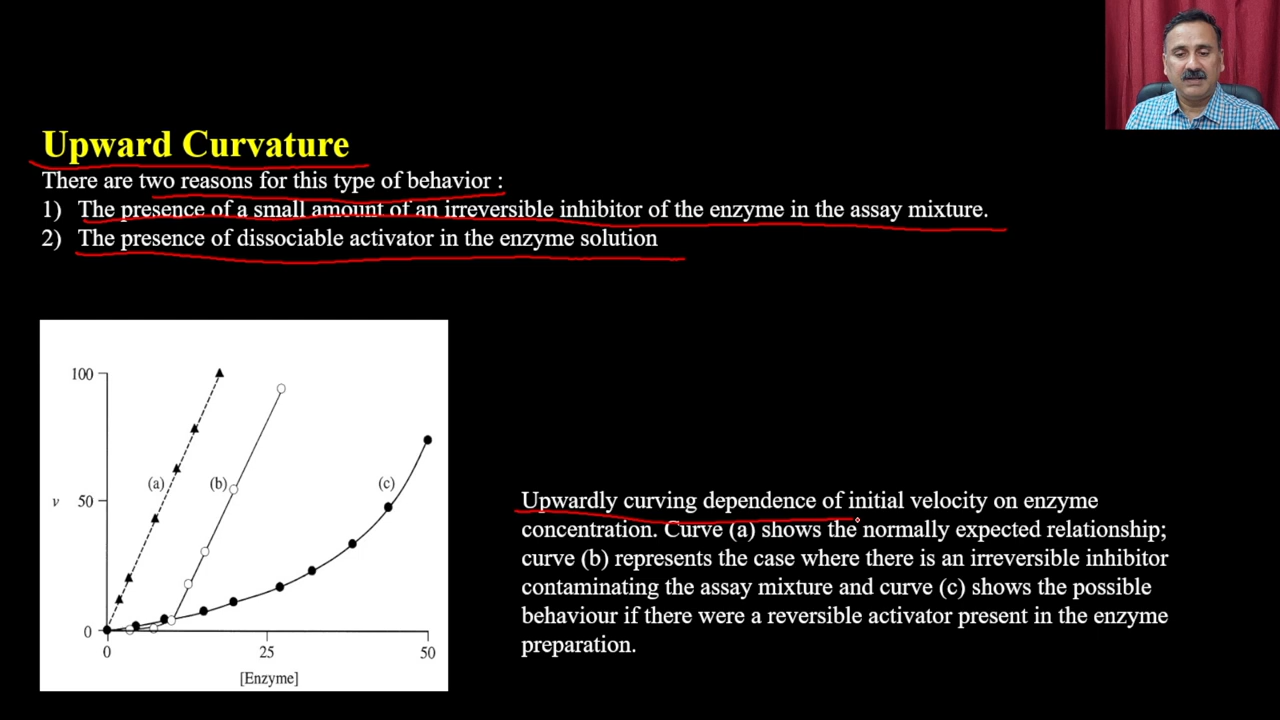 Upward Curvature
There are two reasons for this type of behavior :
1) The presence of a small amount of an irreversible inhibitor of the enzyme in the assay mixture.
2) The presence of dissociable activator in the enzyme solution
100
(a)
(b)
(c)
v
50
0
0
25
50
[Enzyme]
Upwardly curving dependence of initial velocity on enzyme
concentration. Curve (a) shows the normally expected relationship;
curve (b) represents the case where there is an irreversible inhibitor
contaminating the assay mixture and curve (c) shows the possible
behaviour if there were a reversible activator present in the enzyme
preparation.